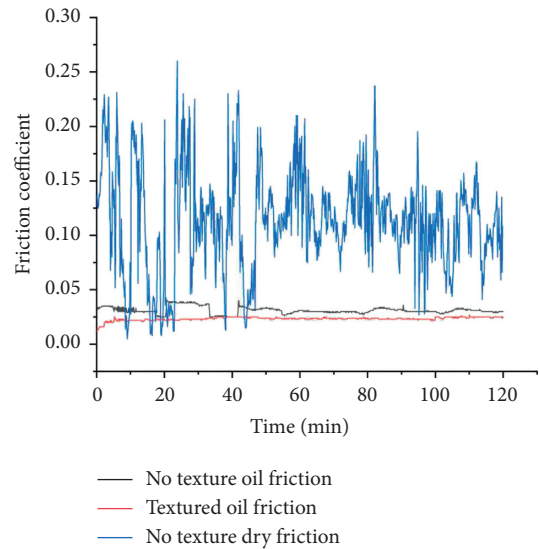 0.30
0.25
0.20
0.15
0.10
0.05
0.00
Friction coefficient
0 20 40 60 80 100 120
Time (min)
No texture oil friction
Textured oil friction
No texture dry friction